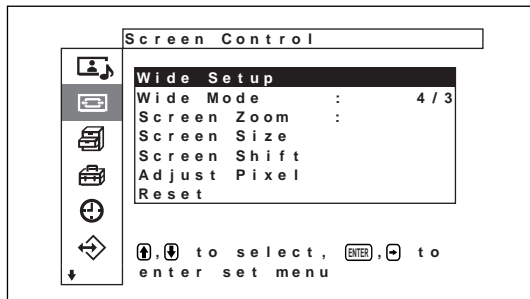 Screen Control
Wide Setup
Wide Mode : 4/3
Screen Zoom :
Screen Size
Screen Shift
Adjust Pixel
Reset
↑,↓ to select, ENTER,→ to
enter set menu